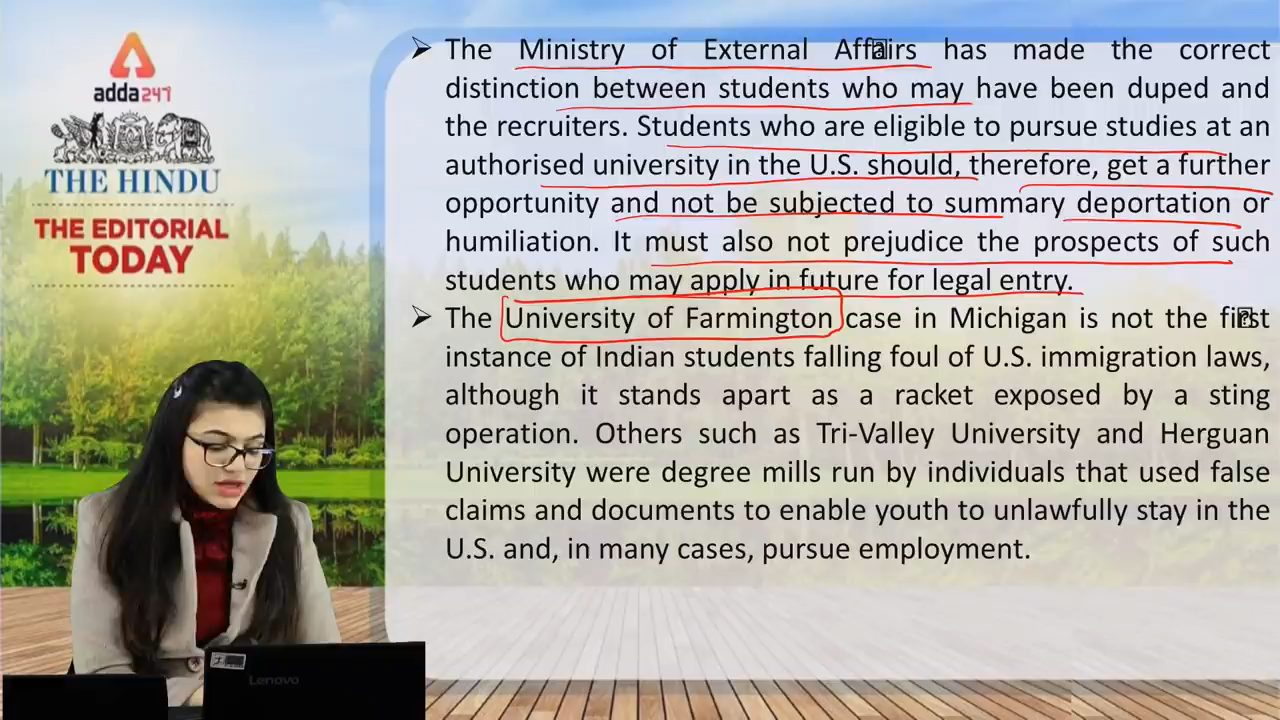 adda247
THE HINDU
THE EDITORIAL
TODAY
The Ministry of External Affairs has made the correct
distinction between students who may have been duped and
the recruiters. Students who are eligible to pursue studies at an
authorised university in the U.S. should, therefore, get a further
opportunity and not be subjected to summary deportation or
humiliation. It must also not prejudice the prospects of such
students who may apply in future for legal entry.
The University of Farmington case in Michigan is not the first
instance of Indian students falling foul of U.S. immigration laws,
although it stands apart as a racket exposed by a sting
operation. Others such as Tri-Valley University and Herguan
University were degree mills run by individuals that used false
claims and documents to enable youth to unlawfully stay in the
U.S. and, in many cases, pursue employment.
Lenovo